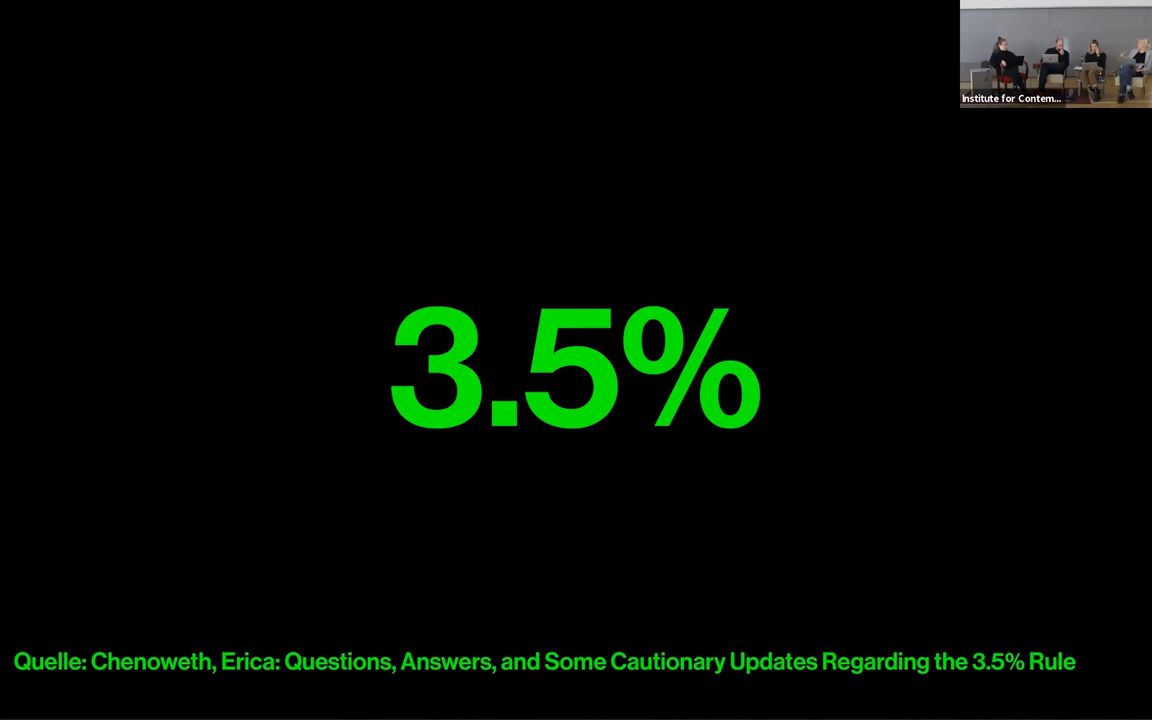 Institute for Contem...
3.5%
Quelle: Chenoweth, Erica: Questions, Answers, and Some Cautionary Updates Regarding the 3.5% Rule